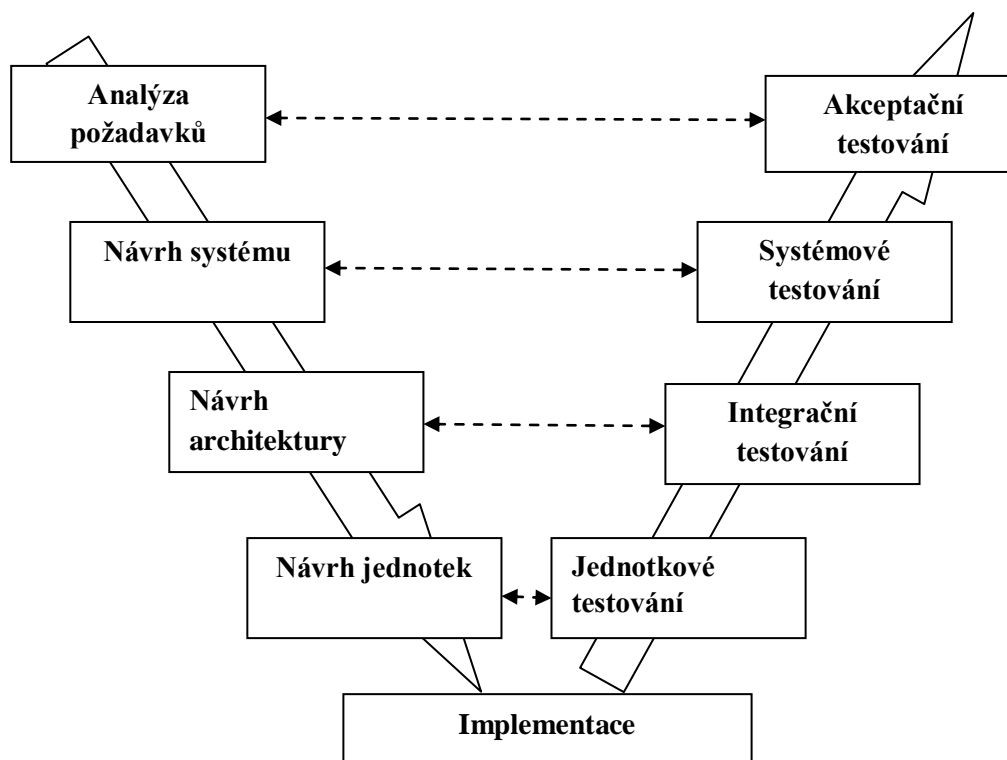 Analýza
požadavků
Akceptační
testování
Návrh systému
Systémové
testování
Návrh
architektury
Integrační
testování
Návrh jednotek
Jednotkové
testování
Implementace